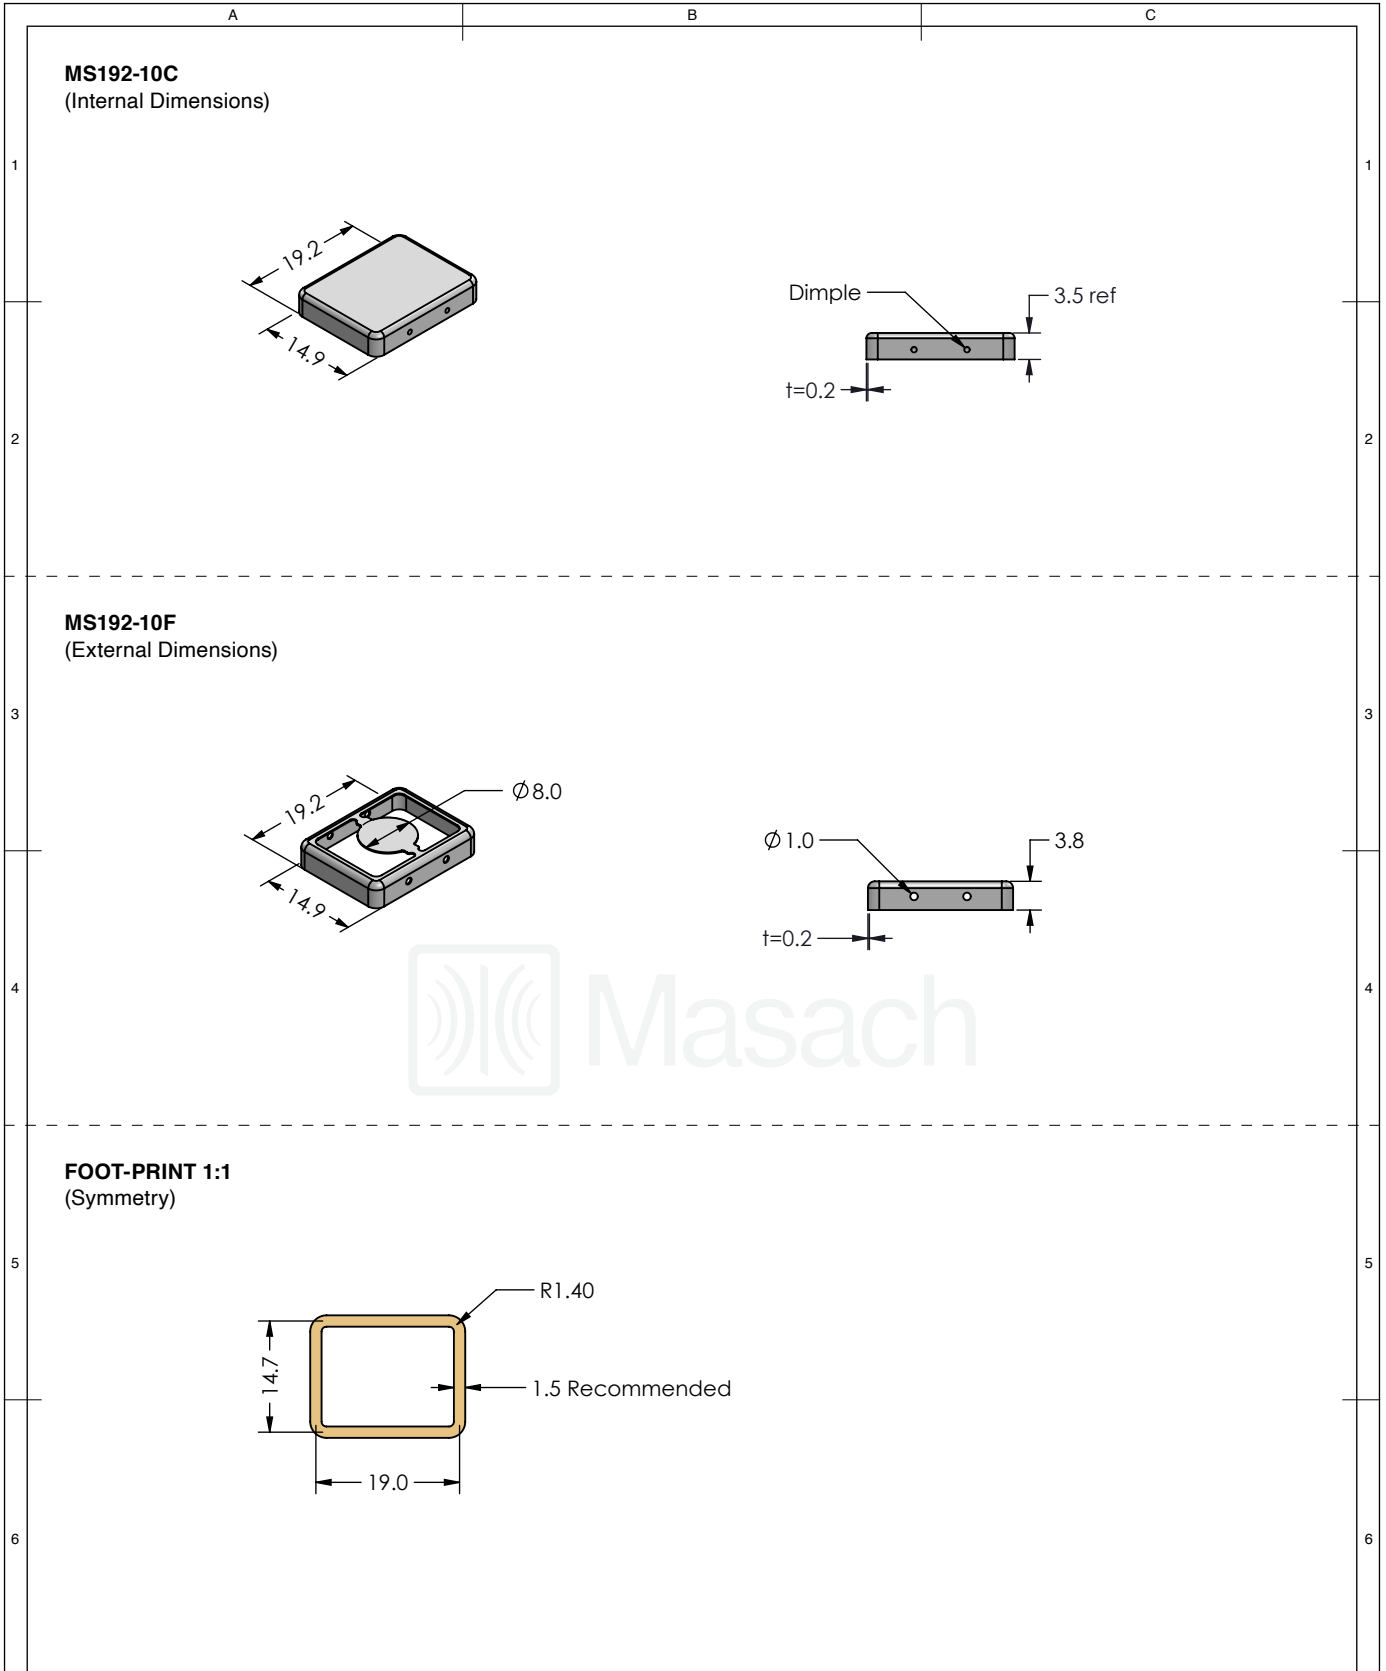 A B C
MS192-10C
(Internal Dimensions)
1 1
19.2
14.9
Dimple
3.5 ref
t=0.2
2 2
MS192-10F
(External Dimensions)
3 3
19.2
Ø8.0
14.9
Ø1.0
3.8
t=0.2
4 4
Masach
FOOT-PRINT 1:1
(Symmetry)
5 5
R1.40
14.7
1.5 Recommended
19.0
6 6